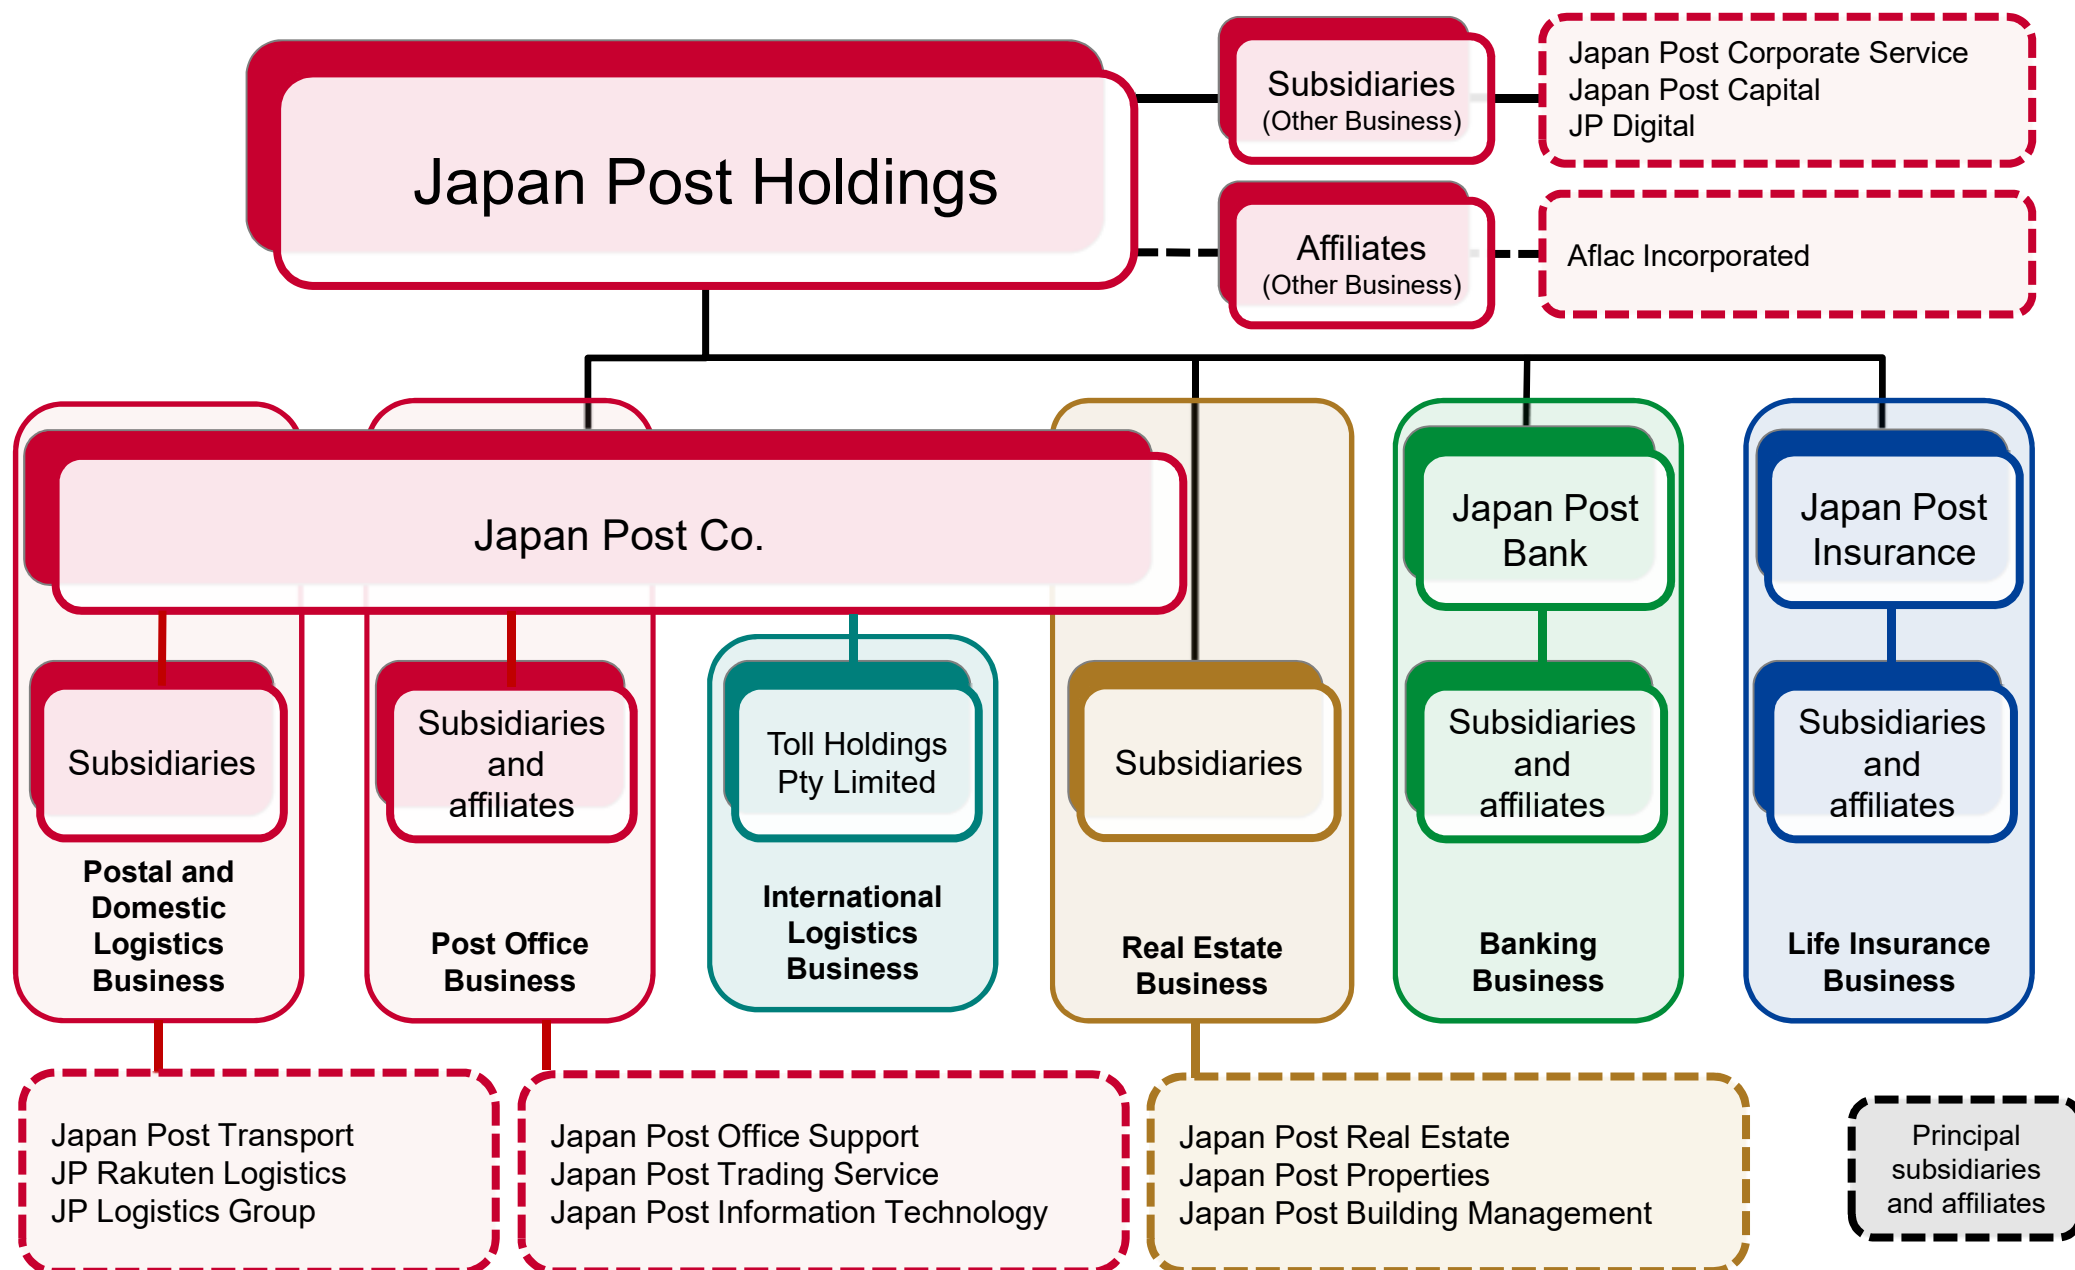 Japan Post Holdings
Subsidiaries
(Other Business)
Japan Post Corporate Service
Japan Post Capital
JP Digital
Affiliates
(Other Business)
Aflac Incorporated
Japan Post Co.
Japan Post
Bank
Japan Post
Insurance
Subsidiaries
Subsidiaries
and
affiliates
Toll Holdings
Pty Limited
Subsidiaries
Subsidiaries
and
affiliates
Subsidiaries
and
affiliates
Postal and
Domestic
Logistics
Business
Post Office
Business
International
Logistics
Business
Real Estate
Business
Banking
Business
Life Insurance
Business
Japan Post Transport
JP Rakuten Logistics
JP Logistics Group
Japan Post Office Support
Japan Post Trading Service
Japan Post Information Technology
Japan Post Real Estate
Japan Post Properties
Japan Post Building Management
Principal
subsidiaries
and affiliates